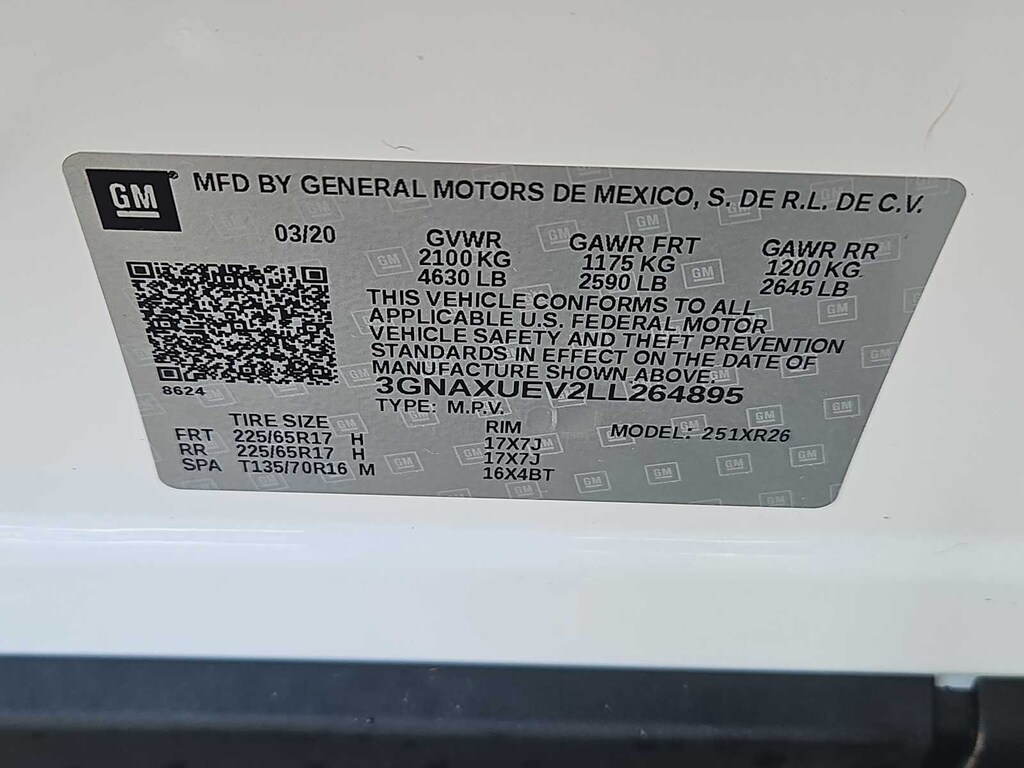 GM MFD BY GENERAL MOTORS DE MEXICO, S. DE R.L. DE C.V.
03/20 GVWR GAWR FRT GAWR RR
2100 KG 1175 KG 1200 KG
4630 LB 2590 LB 2645 LB
THIS VEHICLE CONFORMS TO ALL
APPLICABLE U.S. FEDERAL MOTOR
VEHICLE SAFETY AND THEFT PREVENTION
STANDARDS IN EFFECT ON THE DATE OF
MANUFACTURE SHOWN ABOVE:
8624
3GNAXUEV2LL264895
TYPE: M.P.V.
TIRE SIZE RIM MODEL: 251XR26
FRT 225/65R17 H 17X7J
RR 225/65R17 H 17X7J
SPA T135/70R16 M 16X4BT